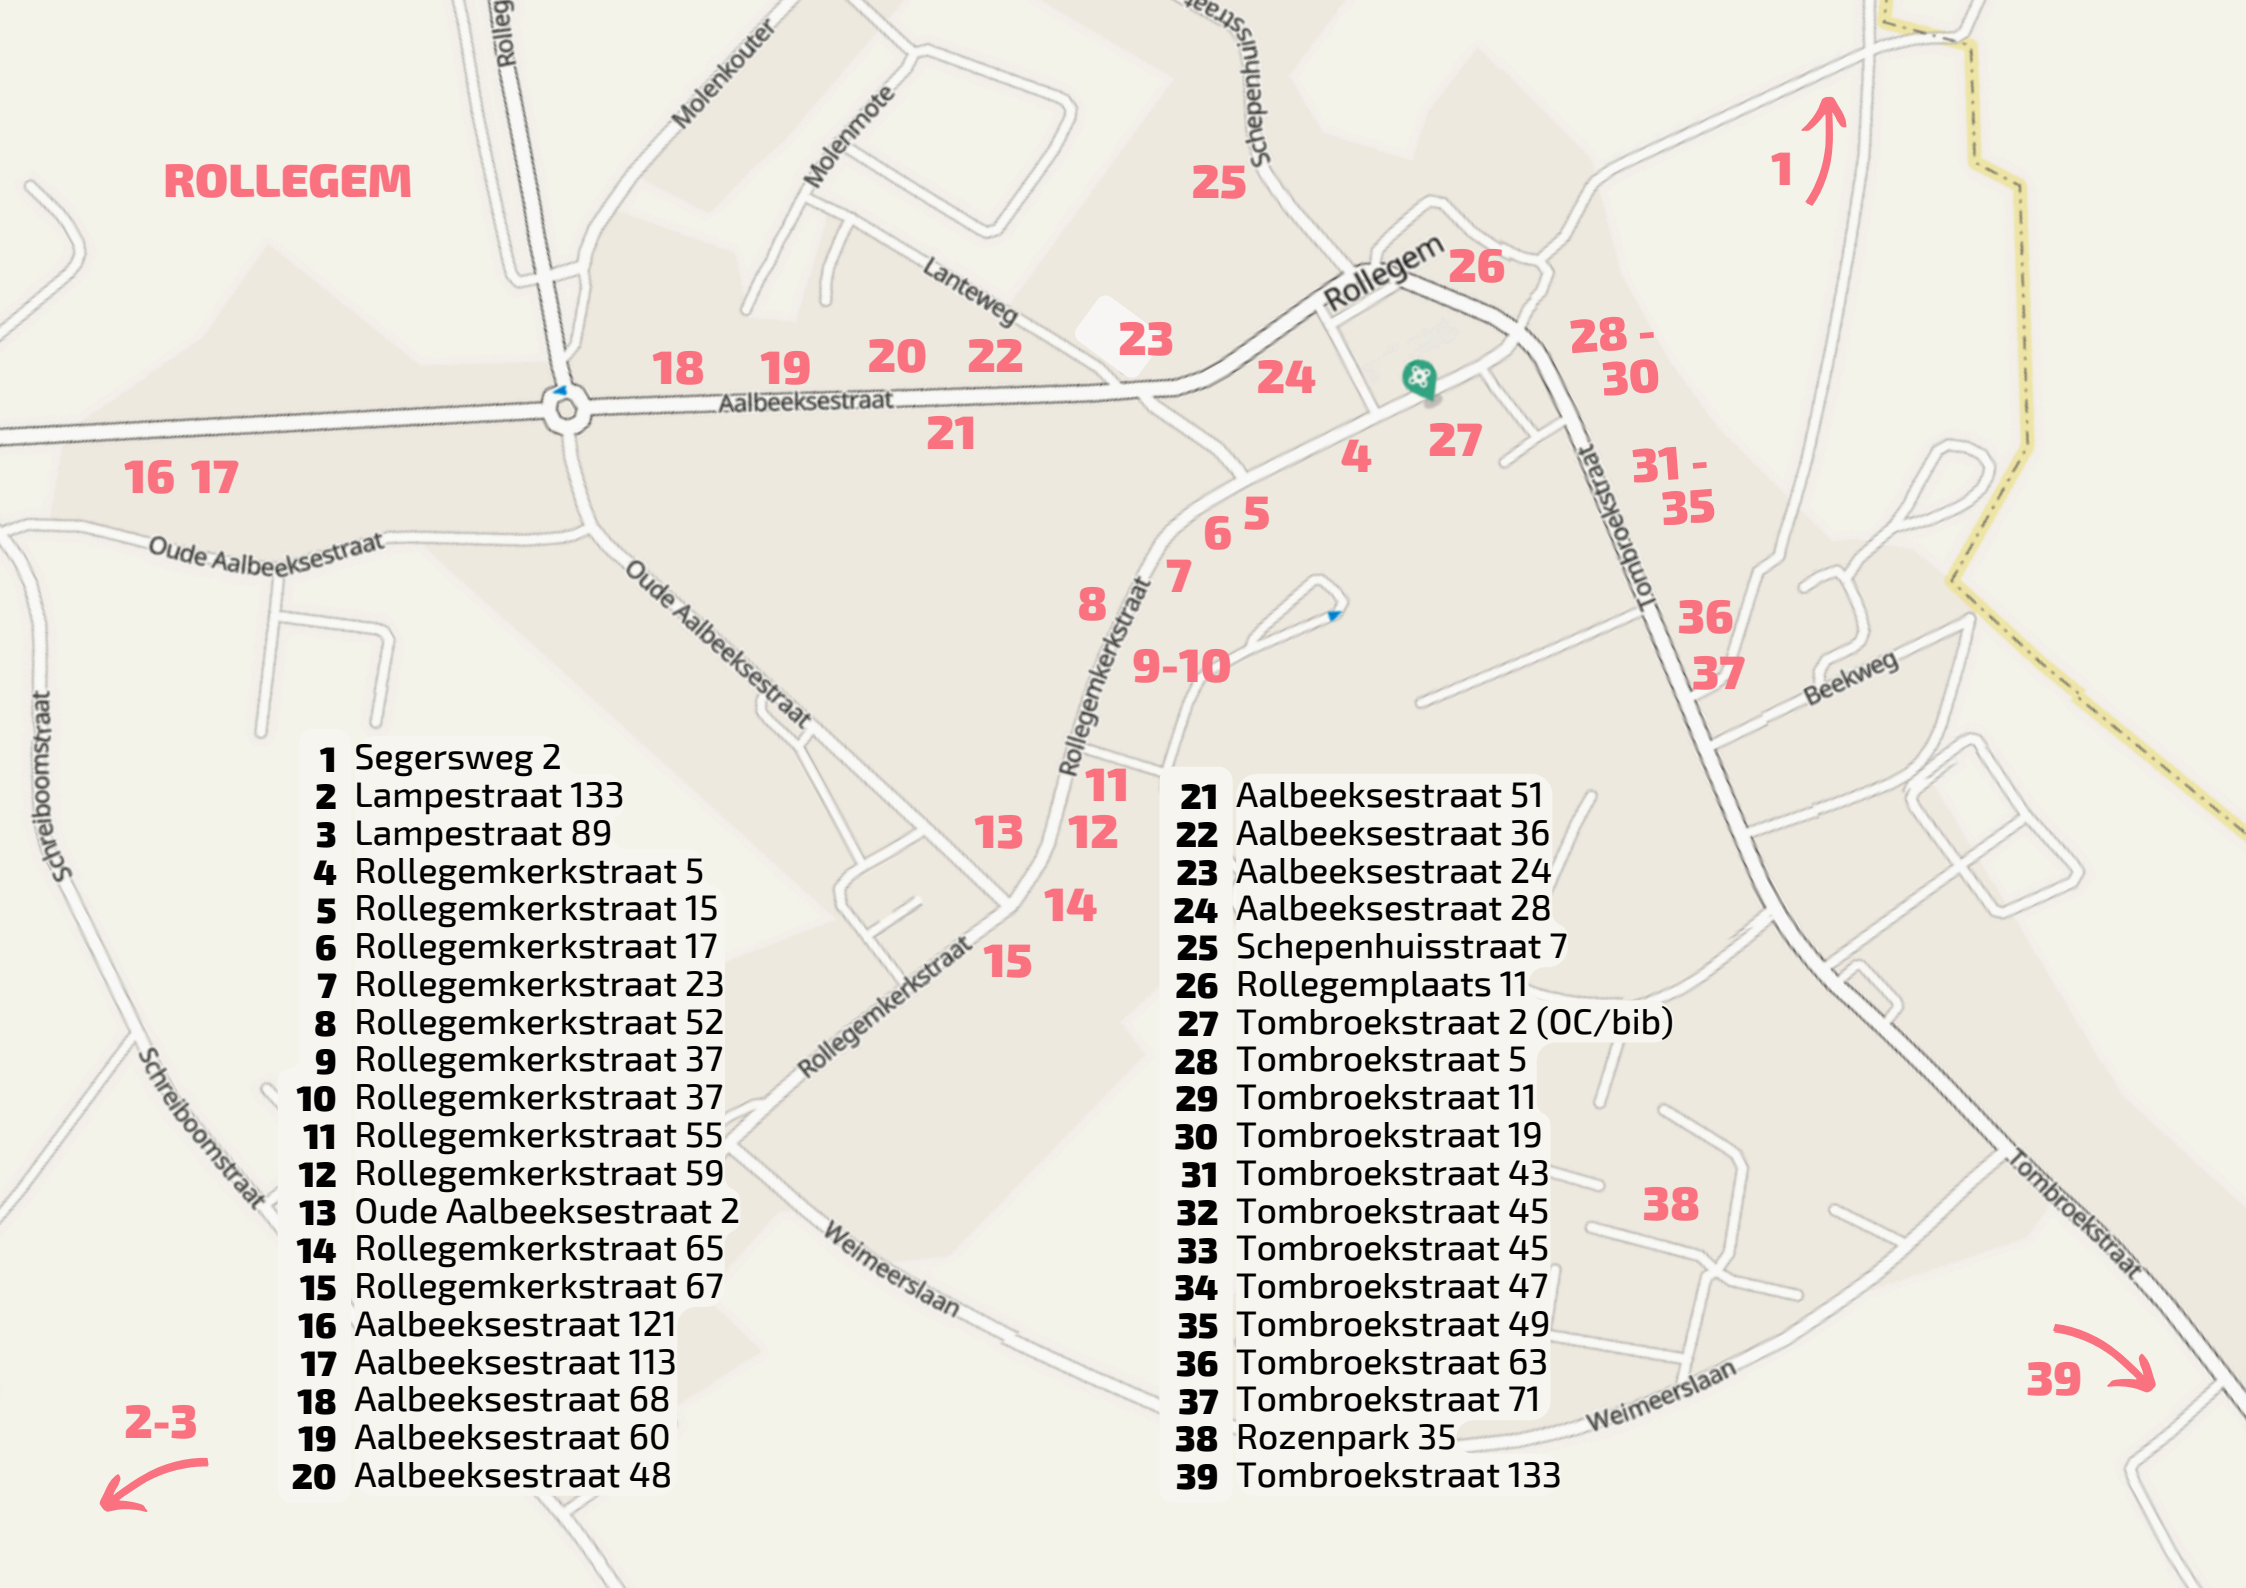 Rolleg
Molenkouter
Schepenhuisstraat
Molenmote
ROLLEGEM
25
1
Rollegem
26
Lanteweg
18
19
20
22
23
24
28 -
30
Aalbeeksestraat
21
4
27
16 17
31 -
35
Tombroekstraat
5
6
7
8
Oude Aalbeeksestraat
Oude Aalbeeksestraat
Rollegemkerkstraat
9-10
36
37
Beekweg
Schreiboomstraat
11
13
12
14
15
Rollegemkerkstraat
1 Segersweg 2
2 Lampestraat 133
3 Lampestraat 89
4 Rollegemkerkstraat 5
5 Rollegemkerkstraat 15
6 Rollegemkerkstraat 17
7 Rollegemkerkstraat 23
8 Rollegemkerkstraat 52
9 Rollegemkerkstraat 37
10 Rollegemkerkstraat 37
11 Rollegemkerkstraat 55
12 Rollegemkerkstraat 59
13 Oude Aalbeeksestraat 2
14 Rollegemkerkstraat 65
15 Rollegemkerkstraat 67
16 Aalbeeksestraat 121
17 Aalbeeksestraat 113
18 Aalbeeksestraat 68
19 Aalbeeksestraat 60
20 Aalbeeksestraat 48
21 Aalbeeksestraat 51
22 Aalbeeksestraat 36
23 Aalbeeksestraat 24
24 Aalbeeksestraat 28
25 Schepenhuisstraat 7
26 Rollegemplaats 11
27 Tombroekstraat 2 (OC/bib)
28 Tombroekstraat 5
29 Tombroekstraat 11
30 Tombroekstraat 19
31 Tombroekstraat 43
32 Tombroekstraat 45
33 Tombroekstraat 45
34 Tombroekstraat 47
35 Tombroekstraat 49
36 Tombroekstraat 63
37 Tombroekstraat 71
38 Rozenpark 35
39 Tombroekstraat 133
Schreiboomstraat
Weimeerslaan
38
Tombroekstraat
Weimeerslaan
39
2-3